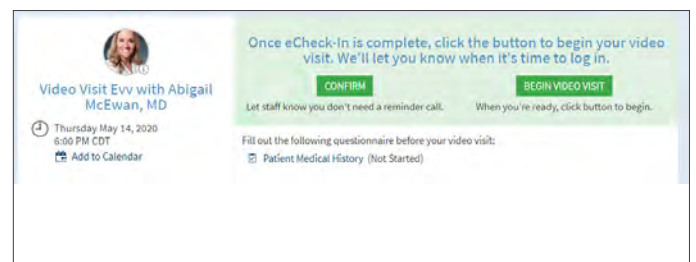 Video Visit Evv with Abigail
McEwan, MD
Thursday May 14, 2020
6:00 PM CDT
Add to Calendar
Once eCheck-In is complete, click the button to begin your video
visit. We'll let you know when it's time to log in.
CONFIRM
Let staff know you don't need a reminder call.
BEGIN VIDEO VISIT
When you're ready, click button to begin.
Fill out the following questionnaire before your video visit:
Patient Medical History (Not Started)